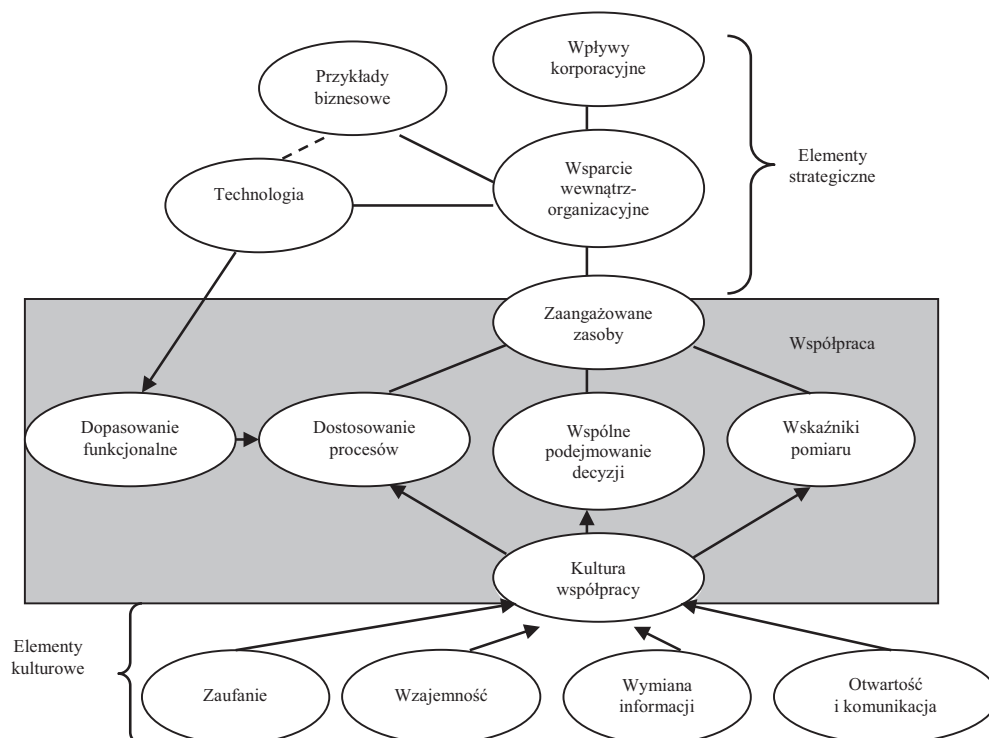 Wpływy
korporacyjne
Przykłady
biznesowe
Wsparcie
wewnątrz-
organizacyjne
Elementy
strategiczne
Technologia
Zaangażowane
zasoby
Współpraca
Dopasowanie
funkcjonalne
Dostosowanie
procesów
Wspólne
podejmowanie
decyzji
Wskaźniki
pomiaru
Kultura
współpracy
Elementy
kulturowe
Zaufanie
Wzajemność
Wymiana
informacji
Otwartość
i komunikacja